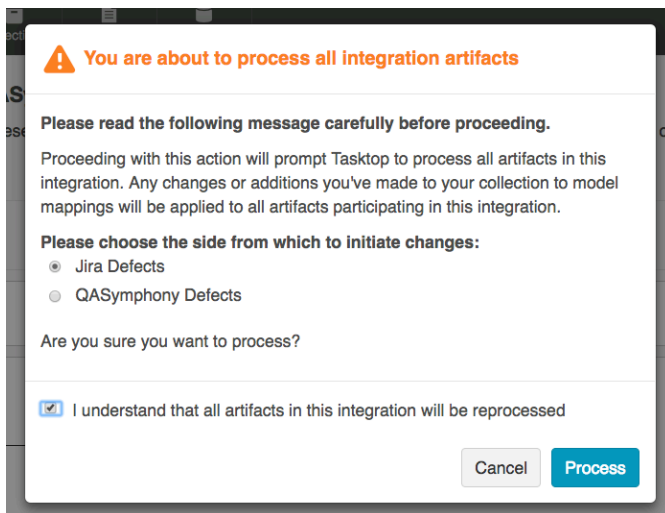 You are about to process all integration artifacts
Please read the following message carefully before proceeding.
Proceeding with this action will prompt Tasktop to process all artifacts in this
integration. Any changes or additions you've made to your collection to model
mappings will be applied to all artifacts participating in this integration.
Please choose the side from which to initiate changes:
Jira Defects
QASymphony Defects
Are you sure you want to process?
I understand that all artifacts in this integration will be reprocessed
Cancel Process